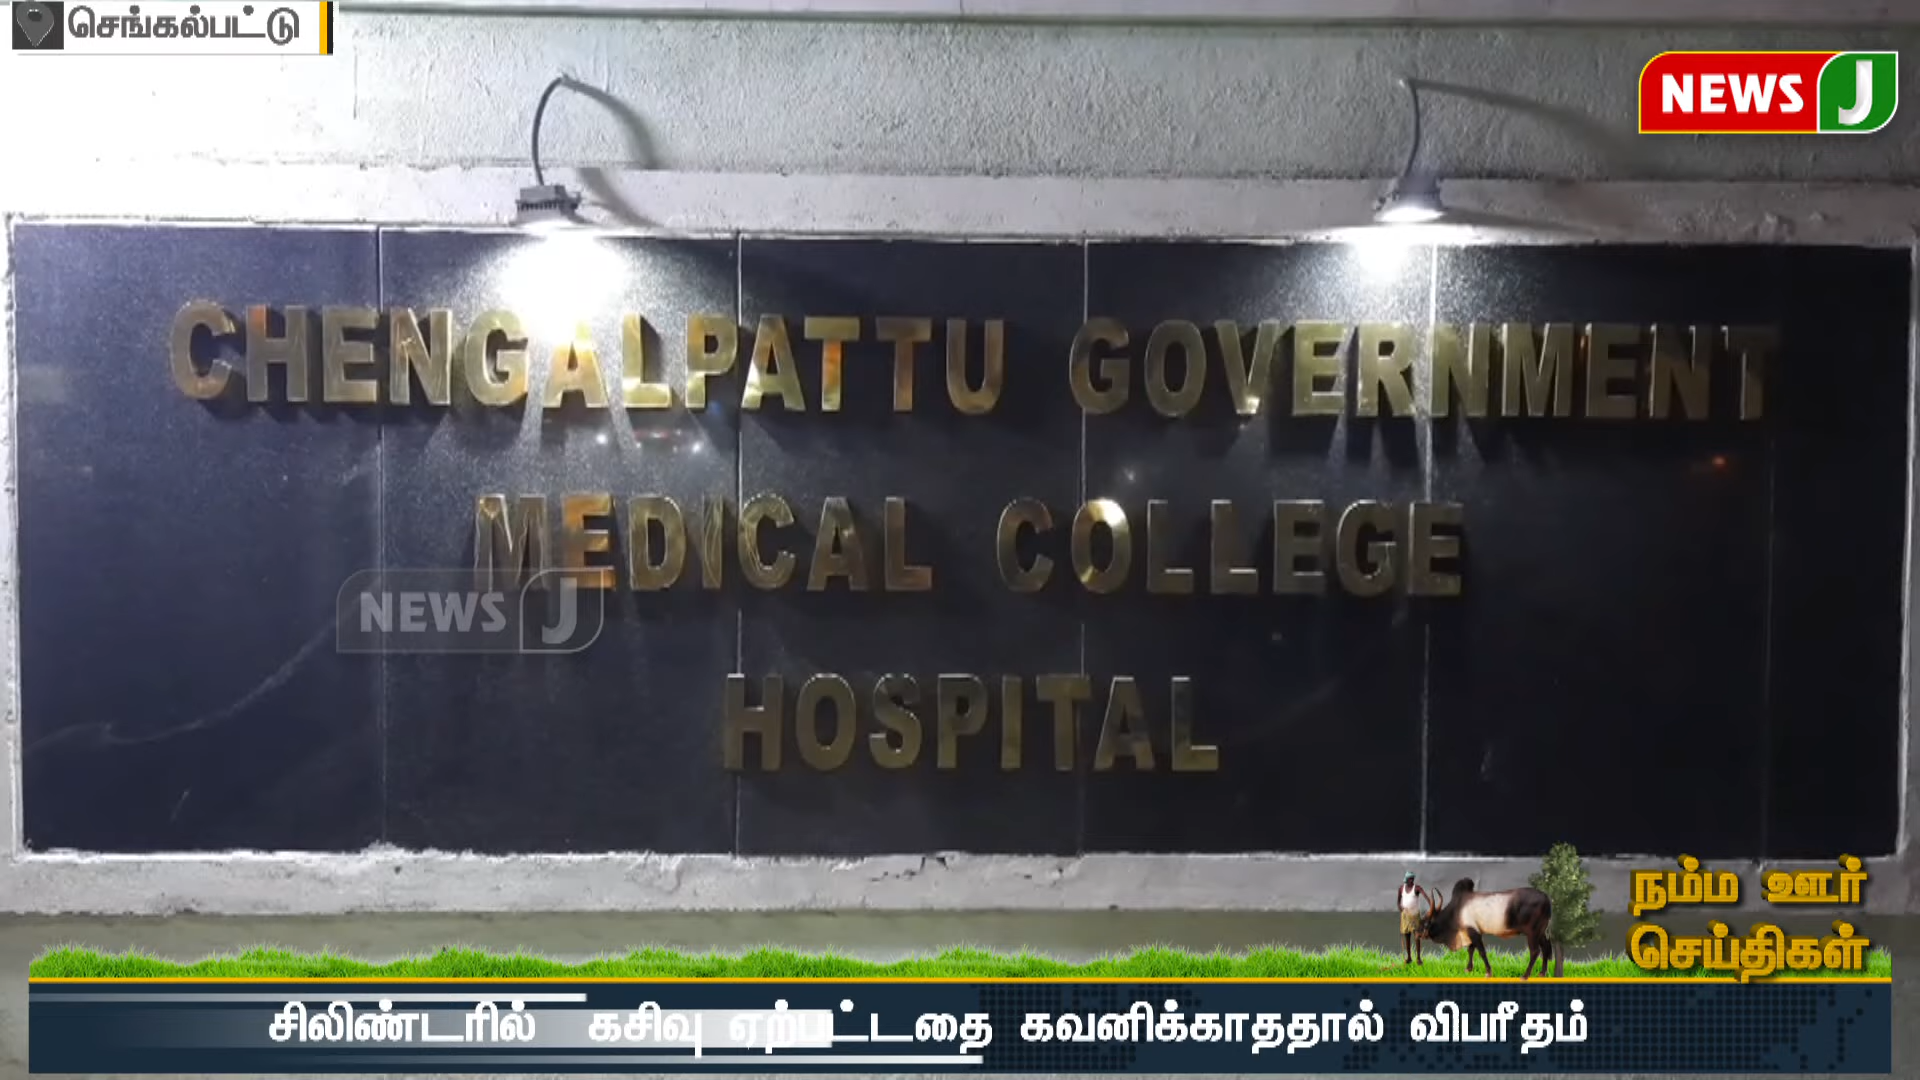 செங்கல்பட்டு
NEWS J
CHENGALPATTU GOVERNMENT
MEDICAL COLLEGE
NEWS J
HOSPITAL
நம்ம ஊர்
செய்திகள்
சிலிண்டரில் கசிவு ஏற்பட்டதை கவனிக்காததால் விபரீதம்